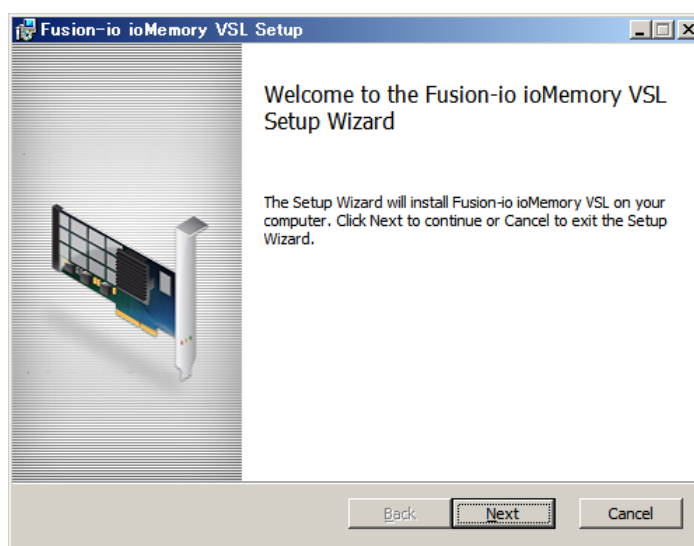 Fusion-io ioMemory VSL Setup
Welcome to the Fusion-io ioMemory VSL
Setup Wizard
The Setup Wizard will install Fusion-io ioMemory VSL on your
computer. Click Next to continue or Cancel to exit the Setup
Wizard.
Back Next Cancel